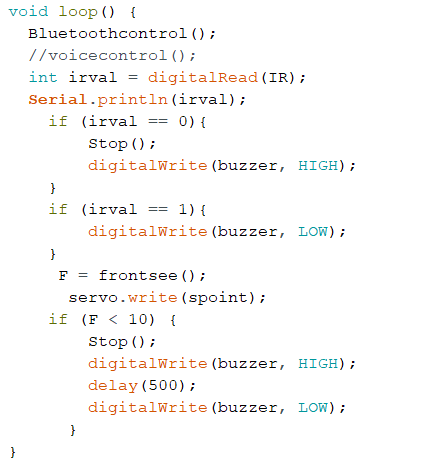 void loop() {
  Bluetoothcontrol();
  //voicecontrol();
  int irval = digitalRead(IR);
  Serial.println(irval);
    if (irval == 0){
        Stop();
        digitalWrite(buzzer, HIGH);
    }
    if (irval == 1){
        digitalWrite(buzzer, LOW);
    }
     F = frontsee();
      servo.write(spoint);
    if (F < 10) {
        Stop();
        digitalWrite(buzzer, HIGH);
        delay(500);
        digitalWrite(buzzer, LOW);
      }
}